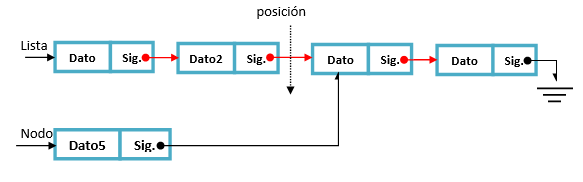 posición
Lista
Dato Sig. Dato2 Sig. Dato Sig. Dato Sig.
Nodo
Dato5 Sig.